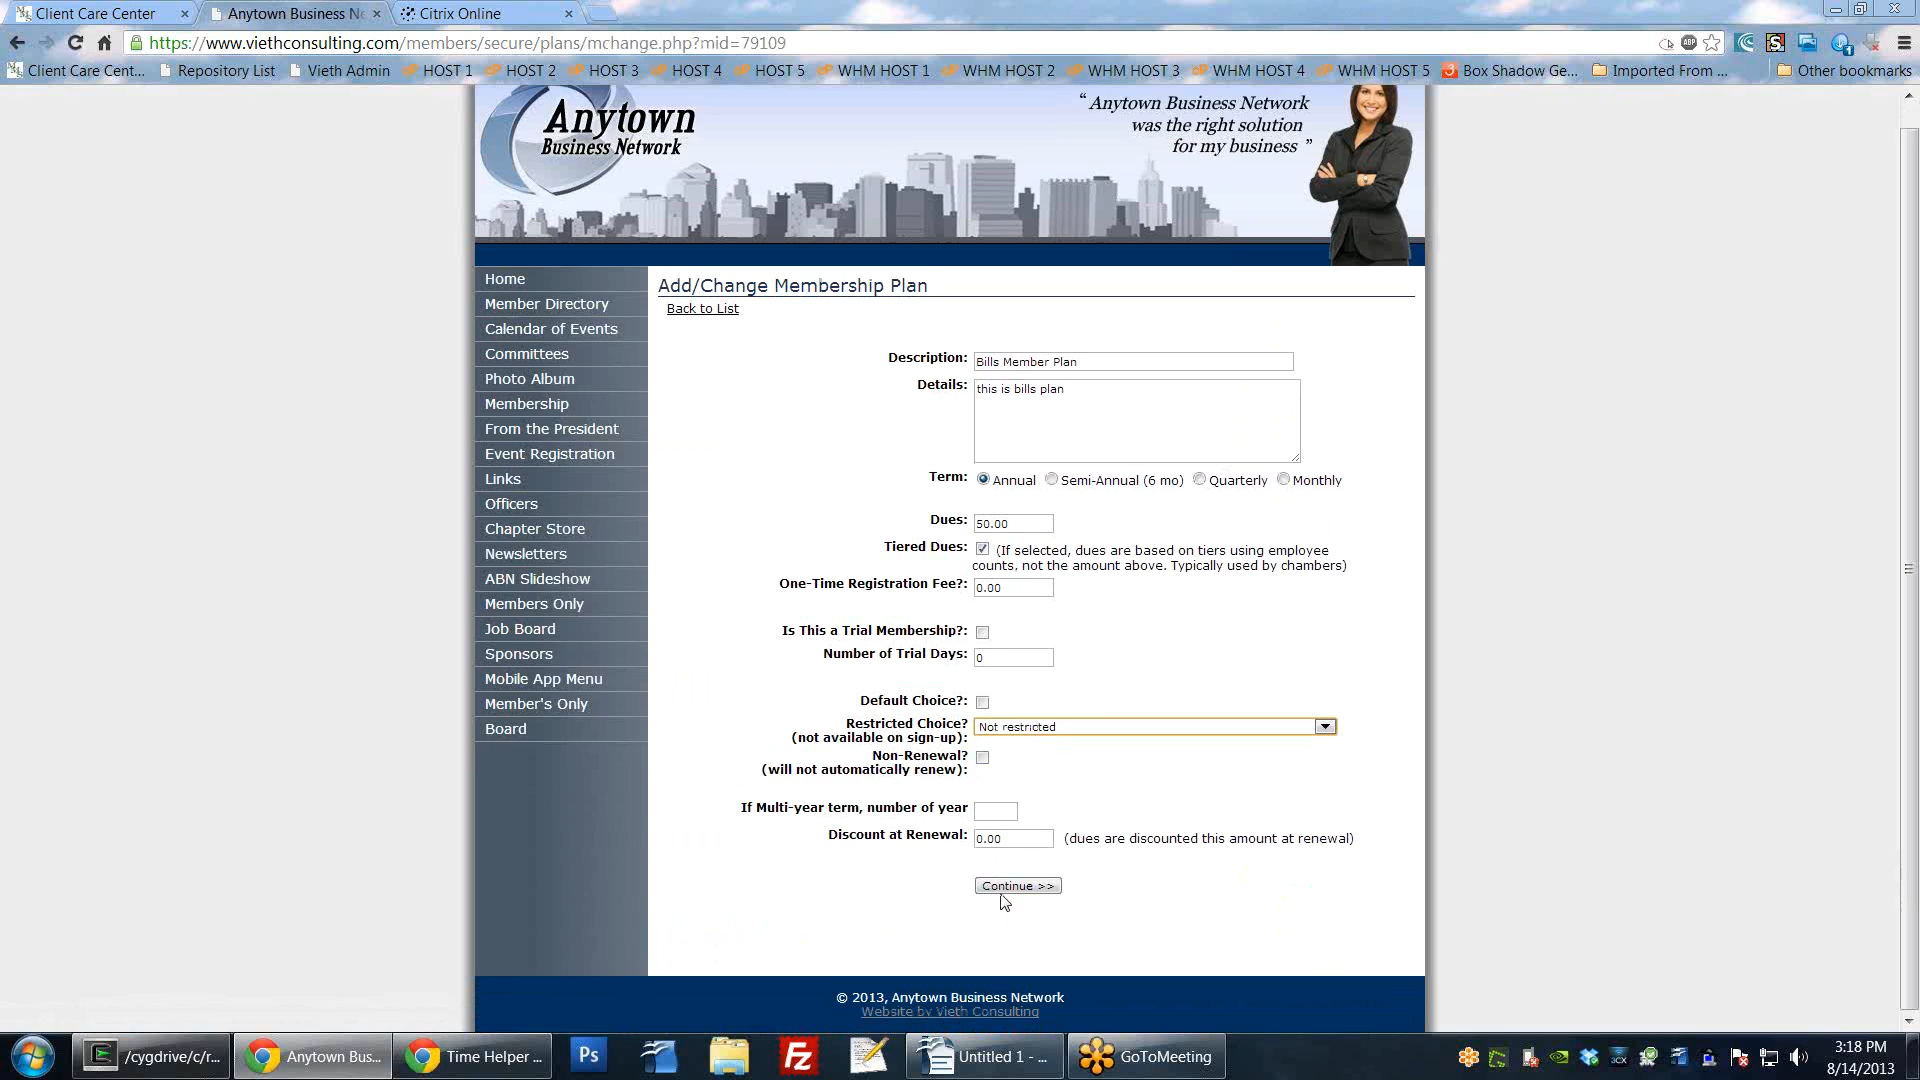 Client Care Center
Anytown Business Ne
Citrix Online
https://www.viethconsulting.com/members/secure/plans/mchange.php?mid=79109
Client Care Cent...
Repository List
Vieth Admin
HOST 1
HOST 2
HOST 3
HOST 4
HOST 5
WHM HOST 1
WHM HOST 2
WHM HOST 3
WHM HOST 4
WHM HOST 5
Box Shadow Ge...
Imported From ...
Other bookmarks
Anytown
Business Network
“ Anytown Business Network
was the right solution
for my business ”
Home
Member Directory
Calendar of Events
Committees
Photo Album
Membership
From the President
Event Registration
Links
Officers
Chapter Store
Newsletters
ABN Slideshow
Members Only
Job Board
Sponsors
Mobile App Menu
Member's Only
Board
Add/Change Membership Plan
Back to List
Description: Bills Member Plan
Details: this is bills plan
Term: Annual Semi-Annual (6 mo) Quarterly Monthly
Dues: 50.00
Tiered Dues: (If selected, dues are based on tiers using employee
counts, not the amount above. Typically used by chambers)
One-Time Registration Fee?: 0.00
Is This a Trial Membership?:
Number of Trial Days: 0
Default Choice?:
Restricted Choice?
(not available on sign-up): Not restricted
Non-Renewal?
(will not automatically renew):
If Multi-year term, number of year
Discount at Renewal: 0.00 (dues are discounted this amount at renewal)
Continue >>
© 2013, Anytown Business Network
Website by Vieth Consulting
/cygdrive/c/r...
Anytown Bus...
Time Helper ...
Ps
Fz
Untitled 1 - ...
GoToMeeting
3CX
3:18 PM
8/14/2013